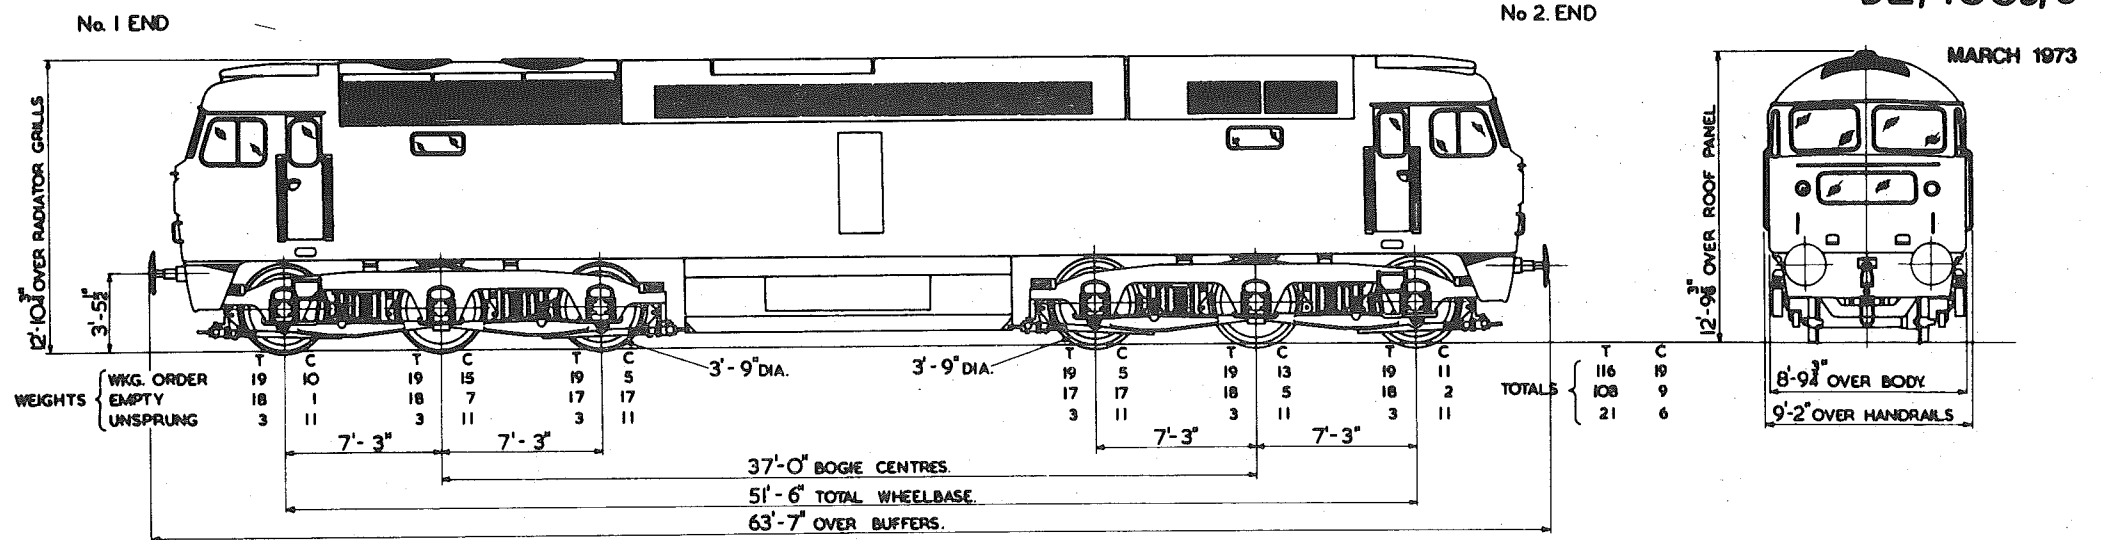 No. 1 END
No 2. END
MARCH 1973
12'-10¾" OVER RADIATOR GRILLS
3'-5½"
12'-9⅜" OVER ROOF PANEL
T C T C T C T C T C T C T C
3'-9" DIA. 3'-9" DIA.
WEIGHTS
WKG. ORDER 19 10 19 15 19 5 19 5 19 13 19 11
EMPTY 18 1 18 7 17 17 17 17 18 5 18 2
UNSPRUNG 3 11 3 11 3 11 3 11 3 11 3 11
TOTALS
116 19
108 9
21 6
8'-9¾" OVER BODY
9'-2" OVER HANDRAILS
7'-3" 7'-3" 7'-3" 7'-3"
37'-0" BOGIE CENTRES.
51'-6" TOTAL WHEELBASE.
63'-7" OVER BUFFERS.